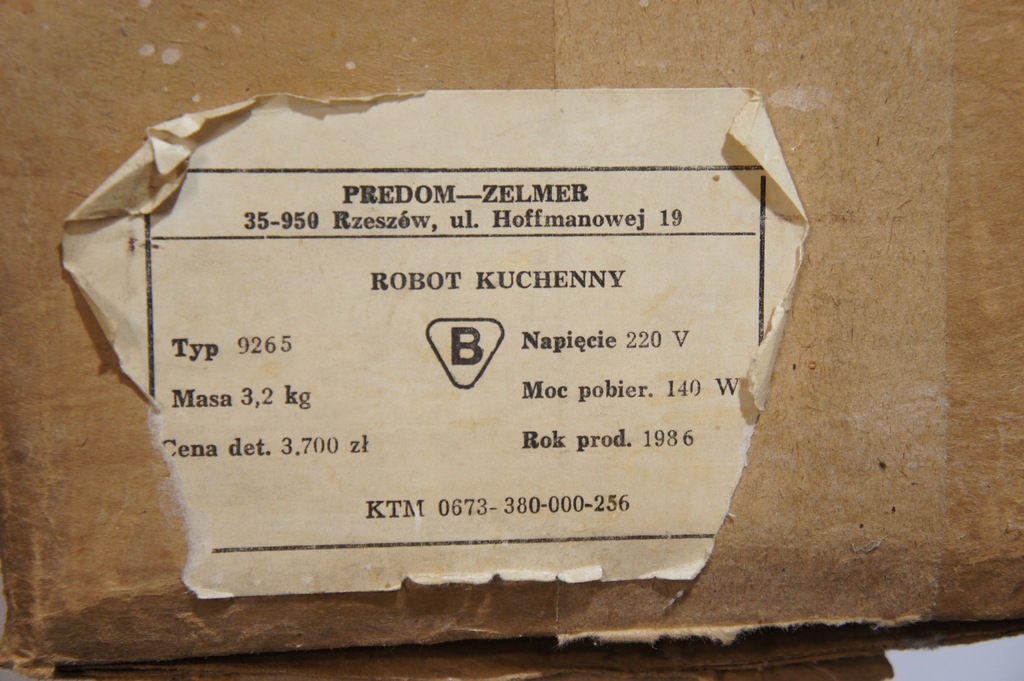 PREDOM—ZELMER
35-950 Rzeszów, ul. Hoffmanowej 19
ROBOT KUCHENNY
Typ 9265
B
Napięcie 220 V
Masa 3,2 kg
Moc pobier. 140 W
Cena det. 3.700 zł
Rok prod. 1986
KTM 0673-380-000-256